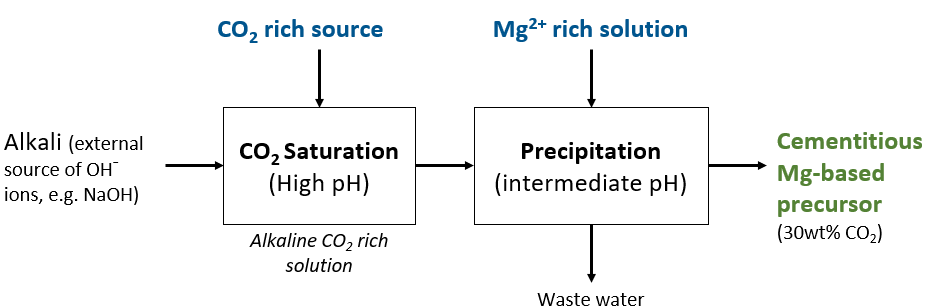 CO₂ rich source
Mg²⁺ rich solution
Alkali (external
source of OH⁻
ions, e.g. NaOH)
CO₂ Saturation
(High pH)
Precipitation
(intermediate pH)
Cementitious
Mg-based
precursor
(30wt% CO₂)
Alkaline CO₂ rich
solution
Waste water